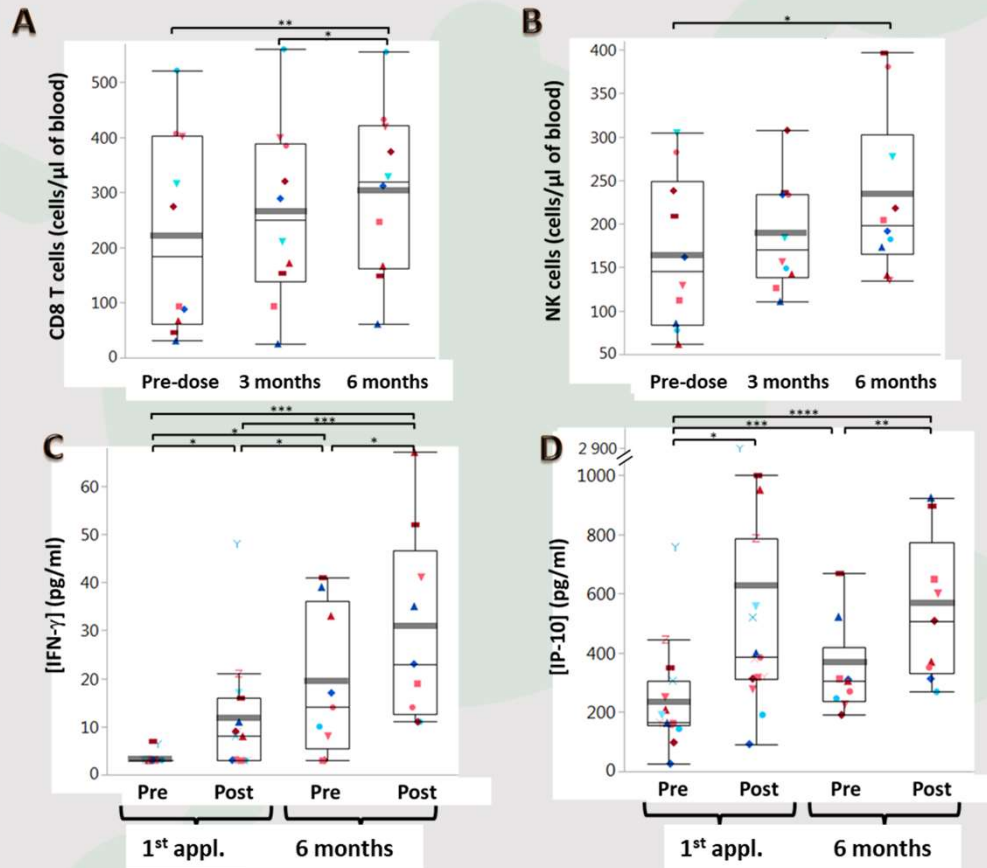 A
CD8 T cells (cells/µl of blood)
500
400
300
200
100
0
Pre-dose 3 months 6 months
**
*
B
NK cells (cells/µl of blood)
400
350
300
250
200
150
100
50
Pre-dose 3 months 6 months
*
C
[IFN-γ] (pg/ml)
60
50
40
30
20
10
0
***
***
*
* * *
Pre Post Pre Post
1st appl. 6 months
D
[IP-10] (pg/ml)
2 900
1000
800
600
400
200
0
****
*** **
*
Pre Post Pre Post
1st appl. 6 months